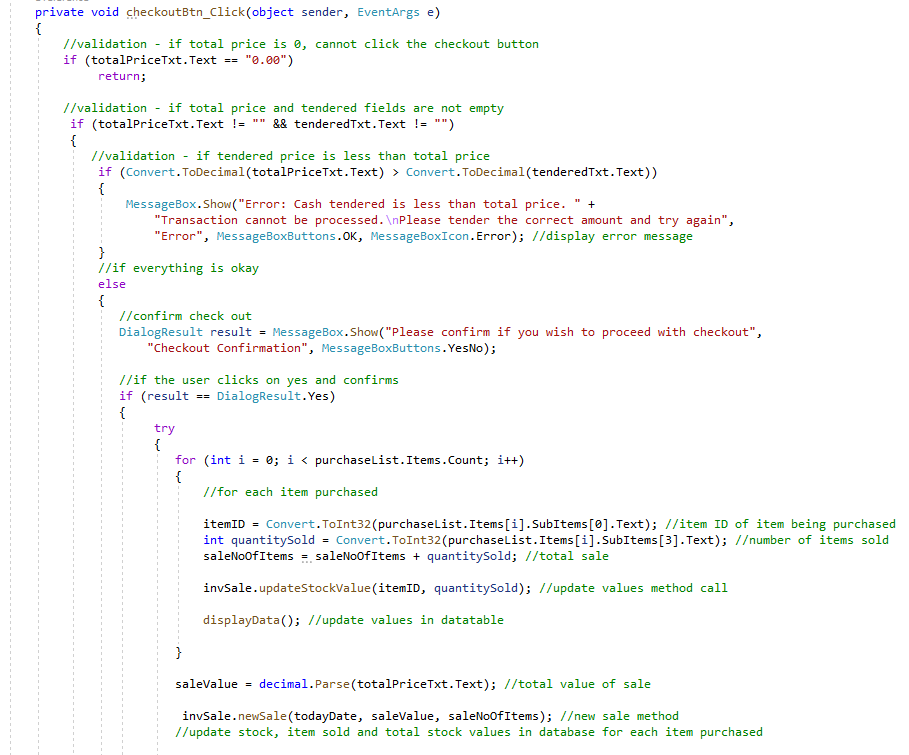 private void checkoutBtn_Click(object sender, EventArgs e)
{
//validation - if total price is 0, cannot click the checkout button
if (totalPriceTxt.Text == "0.00")
return;
//validation - if total price and tendered fields are not empty
if (totalPriceTxt.Text != "" && tenderedTxt.Text != "")
{
//validation - if tendered price is less than total price
if (Convert.ToDecimal(totalPriceTxt.Text) > Convert.ToDecimal(tenderedTxt.Text))
{
MessageBox.Show("Error: Cash tendered is less than total price. " +
"Transaction cannot be processed.\nPlease tender the correct amount and try again",
"Error", MessageBoxButtons.OK, MessageBoxIcon.Error); //display error message
}
//if everything is okay
else
{
//confirm check out
DialogResult result = MessageBox.Show("Please confirm if you wish to proceed with checkout",
"Checkout Confirmation", MessageBoxButtons.YesNo);
//if the user clicks on yes and confirms
if (result == DialogResult.Yes)
{
try
{
for (int i = 0; i < purchaseList.Items.Count; i++)
{
//for each item purchased
itemID = Convert.ToInt32(purchaseList.Items[i].SubItems[0].Text); //item ID of item being purchased
int quantitySold = Convert.ToInt32(purchaseList.Items[i].SubItems[3].Text); //number of items sold
saleNoOfItems = saleNoOfItems + quantitySold; //total sale
invSale.updateStockValue(itemID, quantitySold); //update values method call
displayData(); //update values in datatable
}
saleValue = decimal.Parse(totalPriceTxt.Text); //total value of sale
invSale.newSale(todayDate, saleValue, saleNoOfItems); //new sale method
//update stock, item sold and total stock values in database for each item purchased